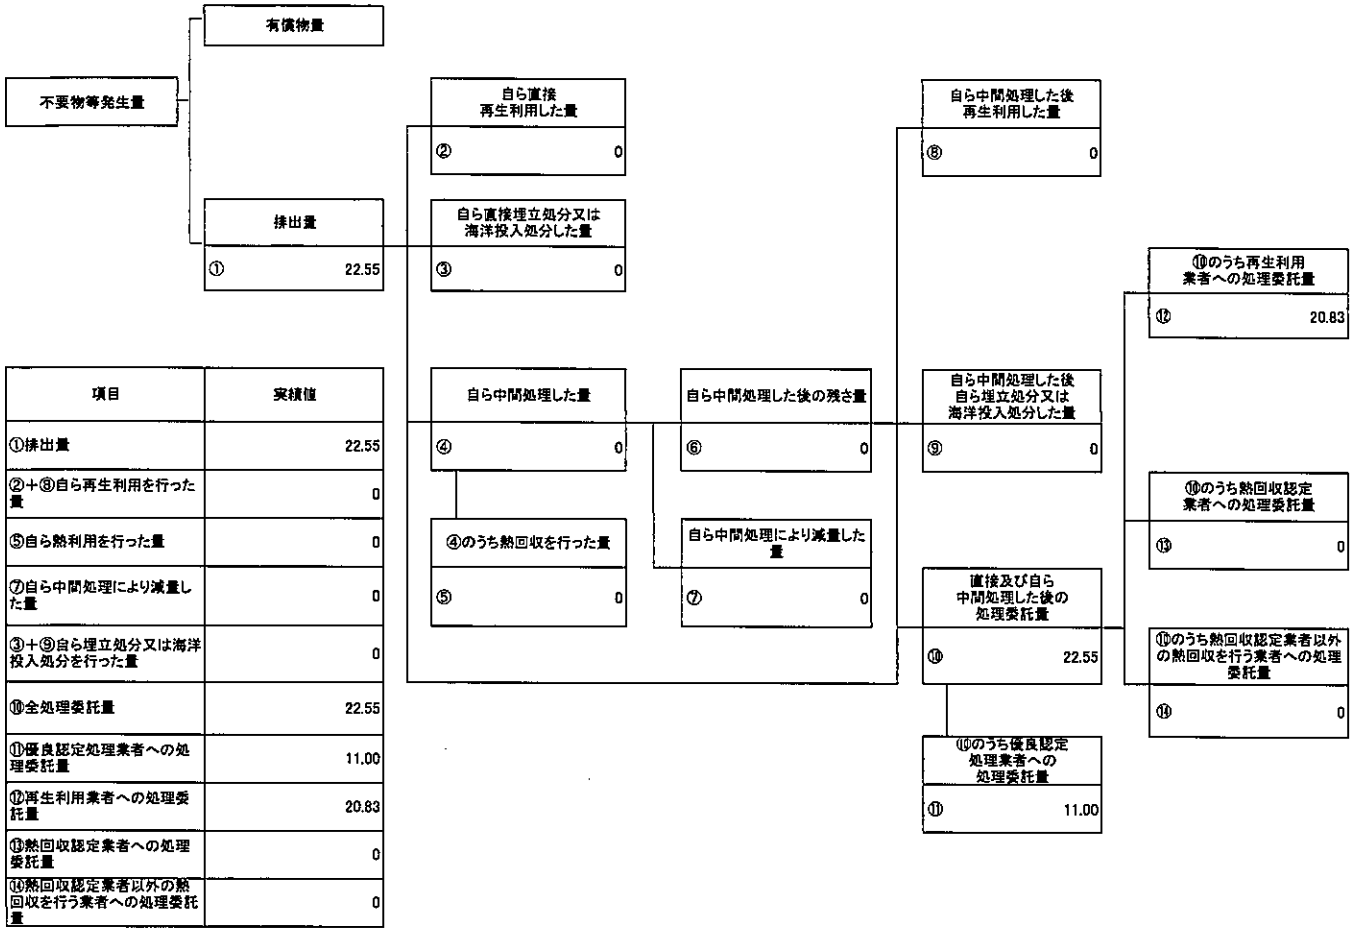 有償物量
不要物等発生量
自ら直接
再生利用した量
② 0
自ら中間処理した後
再生利用した量
⑧ 0
排出量
① 22.55
自ら直接埋立処分又は
海洋投入処分した量
③ 0
⑩のうち再生利用
業者への処理委託量
⑫ 20.83
項目 実績値
①排出量 22.55
②+⑧自ら再生利用を行った
量
0
⑤自ら熱利用を行った量 0
⑦自ら中間処理により減量し
た量
0
③+⑨自ら埋立処分又は海洋
投入処分を行った量
0
⑩全処理委託量 22.55
⑪優良認定処理業者への処
理委託量
11.00
⑫再生利用業者への処理委
託量
20.83
⑬熱回収認定業者への処理
委託量
0
⑭熱回収認定業者以外の熱
回収を行う業者への処理委託
量
0
自ら中間処理した量
④ 0
④のうち熱回収を行った量
⑤ 0
自ら中間処理した後の残さ量
⑥ 0
自ら中間処理により減量した
量
⑦ 0
自ら中間処理した後
自ら埋立処分又は
海洋投入処分した量
⑨ 0
直接及び自ら
中間処理した後の
処理委託量
⑩ 22.55
⑩のうち優良認定
処理業者への
処理委託量
⑪ 11.00
⑩のうち熱回収認定
業者への処理委託量
⑬ 0
⑩のうち熱回収認定業者以外
の熱回収を行う業者への処理
委託量
⑭ 0